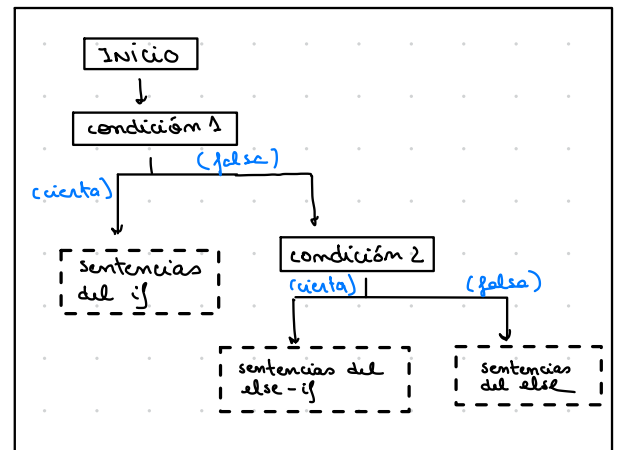 Inicio
condición 1
(falsa)
(cierta)
sentencias
del if
condición 2
(cierta)
(falsa)
sentencias del
else-if
sentencias
del else